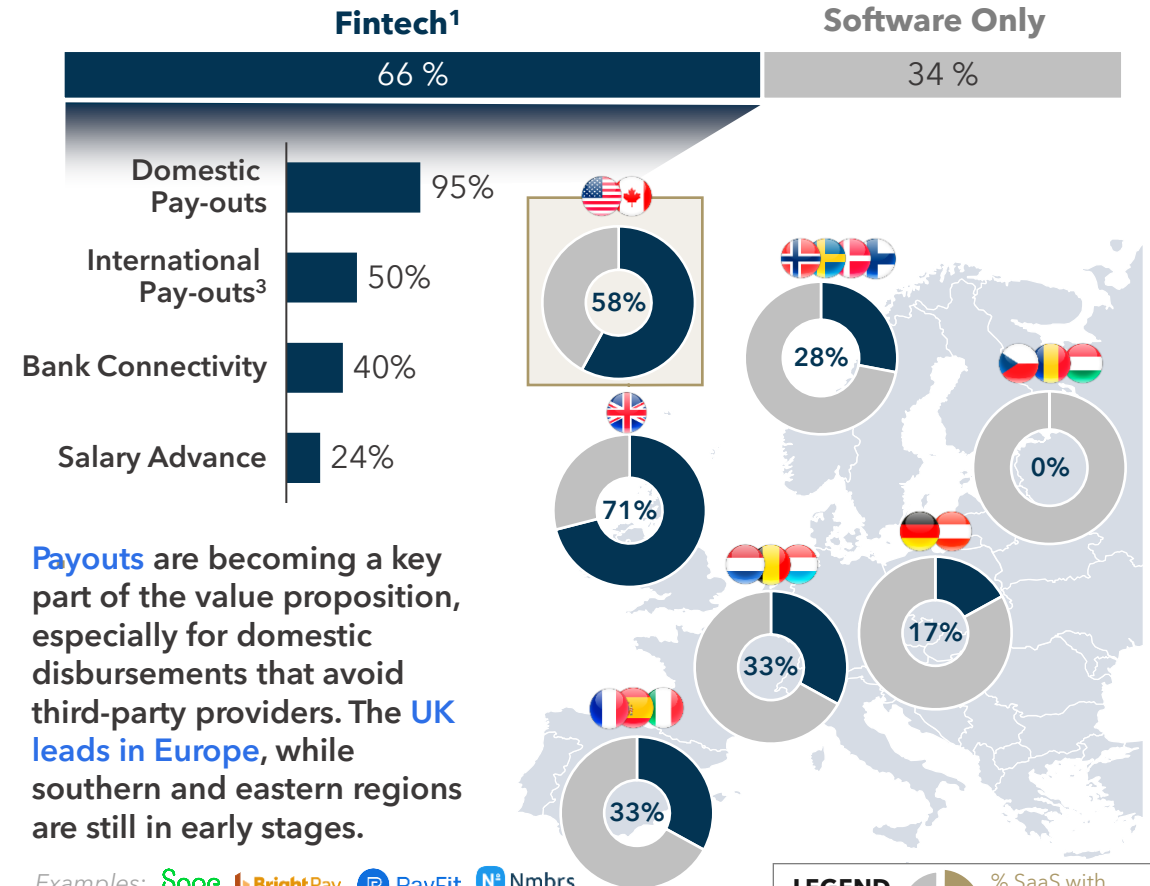 Fintech¹
Software Only
66 %
34 %
Domestic
Pay-outs
95%
International
Pay-outs³
50%
Bank Connectivity
40%
Salary Advance
24%
58%
28%
0%
71%
17%
33%
33%
Payouts are becoming a key
part of the value proposition,
especially for domestic
disbursements that avoid
third-party providers. The UK
leads in Europe, while
southern and eastern regions
are still in early stages.
Examples: Sage BrightPay PayFit Nmbrs
LEGEND
% SaaS with